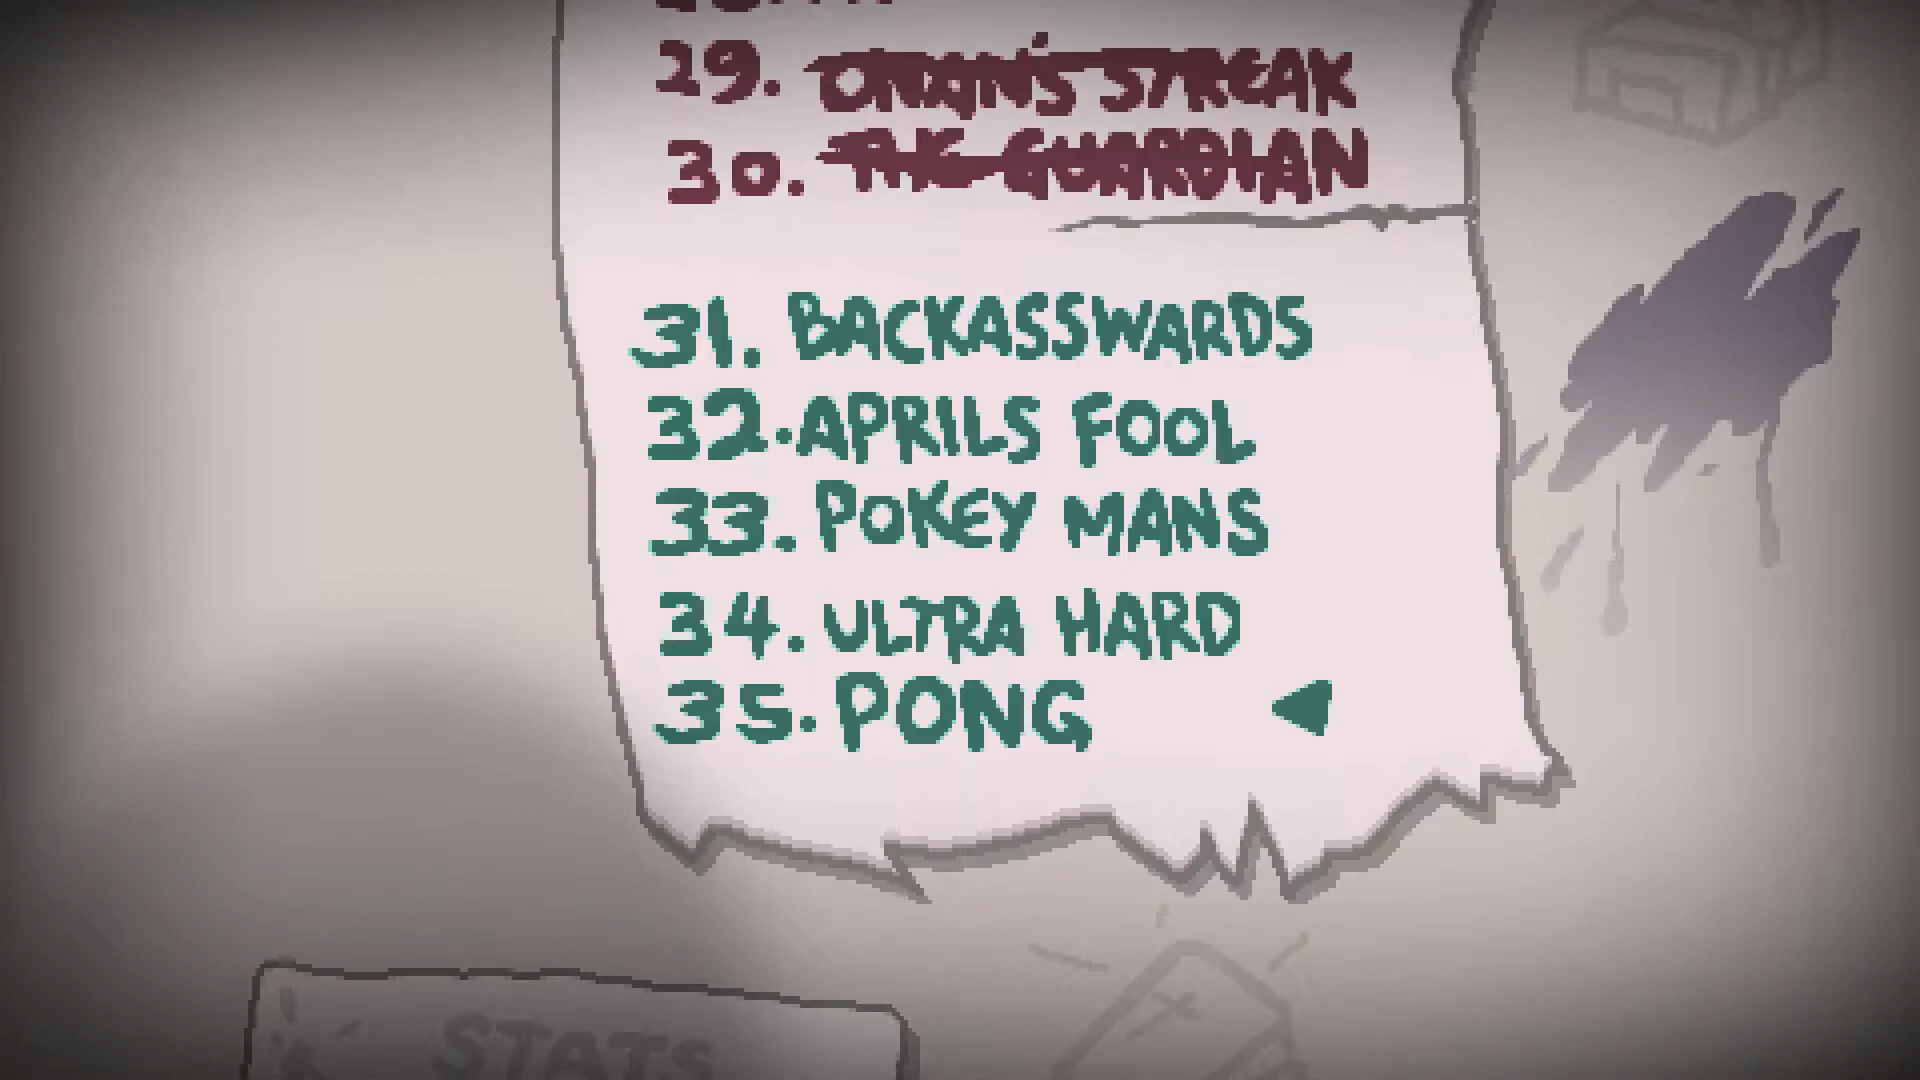 29. ORON'S STREAK
30. THE GUARDIAN
31. BACKASSWARDS
32. APRILS FOOL
33. POKEY MANS
34. ULTRA HARD
35. PONG
STATS